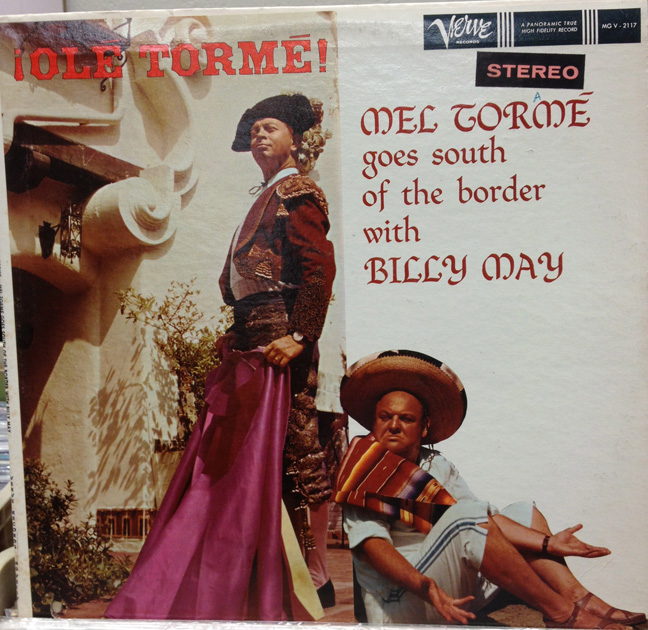 ¡OLE TORMÉ!
Verve
RECORDS
A PANORAMIC TRUE
HIGH FIDELITY RECORD
MG V - 2117
STEREO
A
MEL TORMÉ
goes south
of the border
with
BILLY MAY